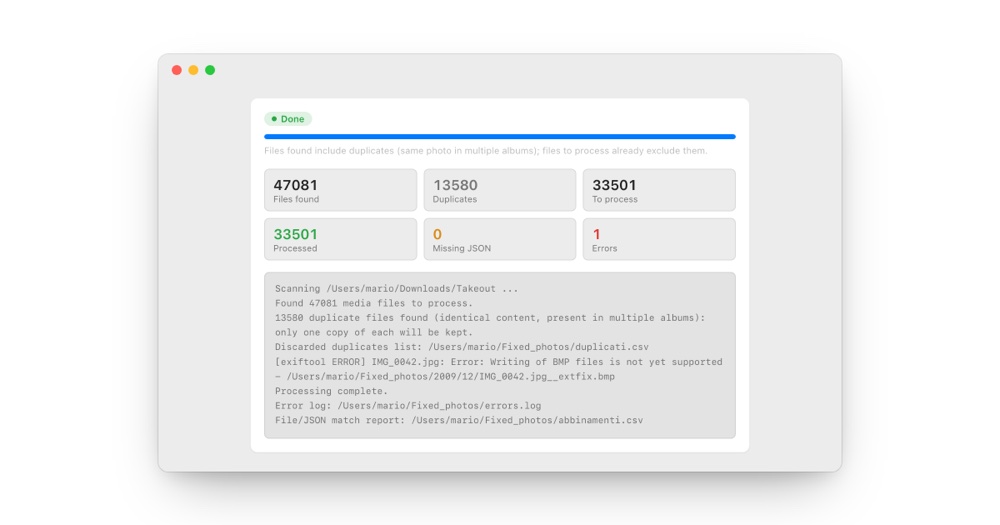 Done
Files found include duplicates (same photo in multiple albums); files to process already exclude them.
47081
Files found
13580
Duplicates
33501
To process
33501
Processed
0
Missing JSON
1
Errors
Scanning /Users/mario/Downloads/Takeout ...
Found 47081 media files to process.
13580 duplicate files found (identical content, present in multiple albums):
only one copy of each will be kept.
Discarded duplicates list: /Users/mario/Fixed_photos/duplicati.csv
[exiftool ERROR] IMG_0042.jpg: Error: Writing of BMP files is not yet supported
– /Users/mario/Fixed_photos/2009/12/IMG_0042.jpg__extfix.bmp
Processing complete.
Error log: /Users/mario/Fixed_photos/errors.log
File/JSON match report: /Users/mario/Fixed_photos/abbinamenti.csv